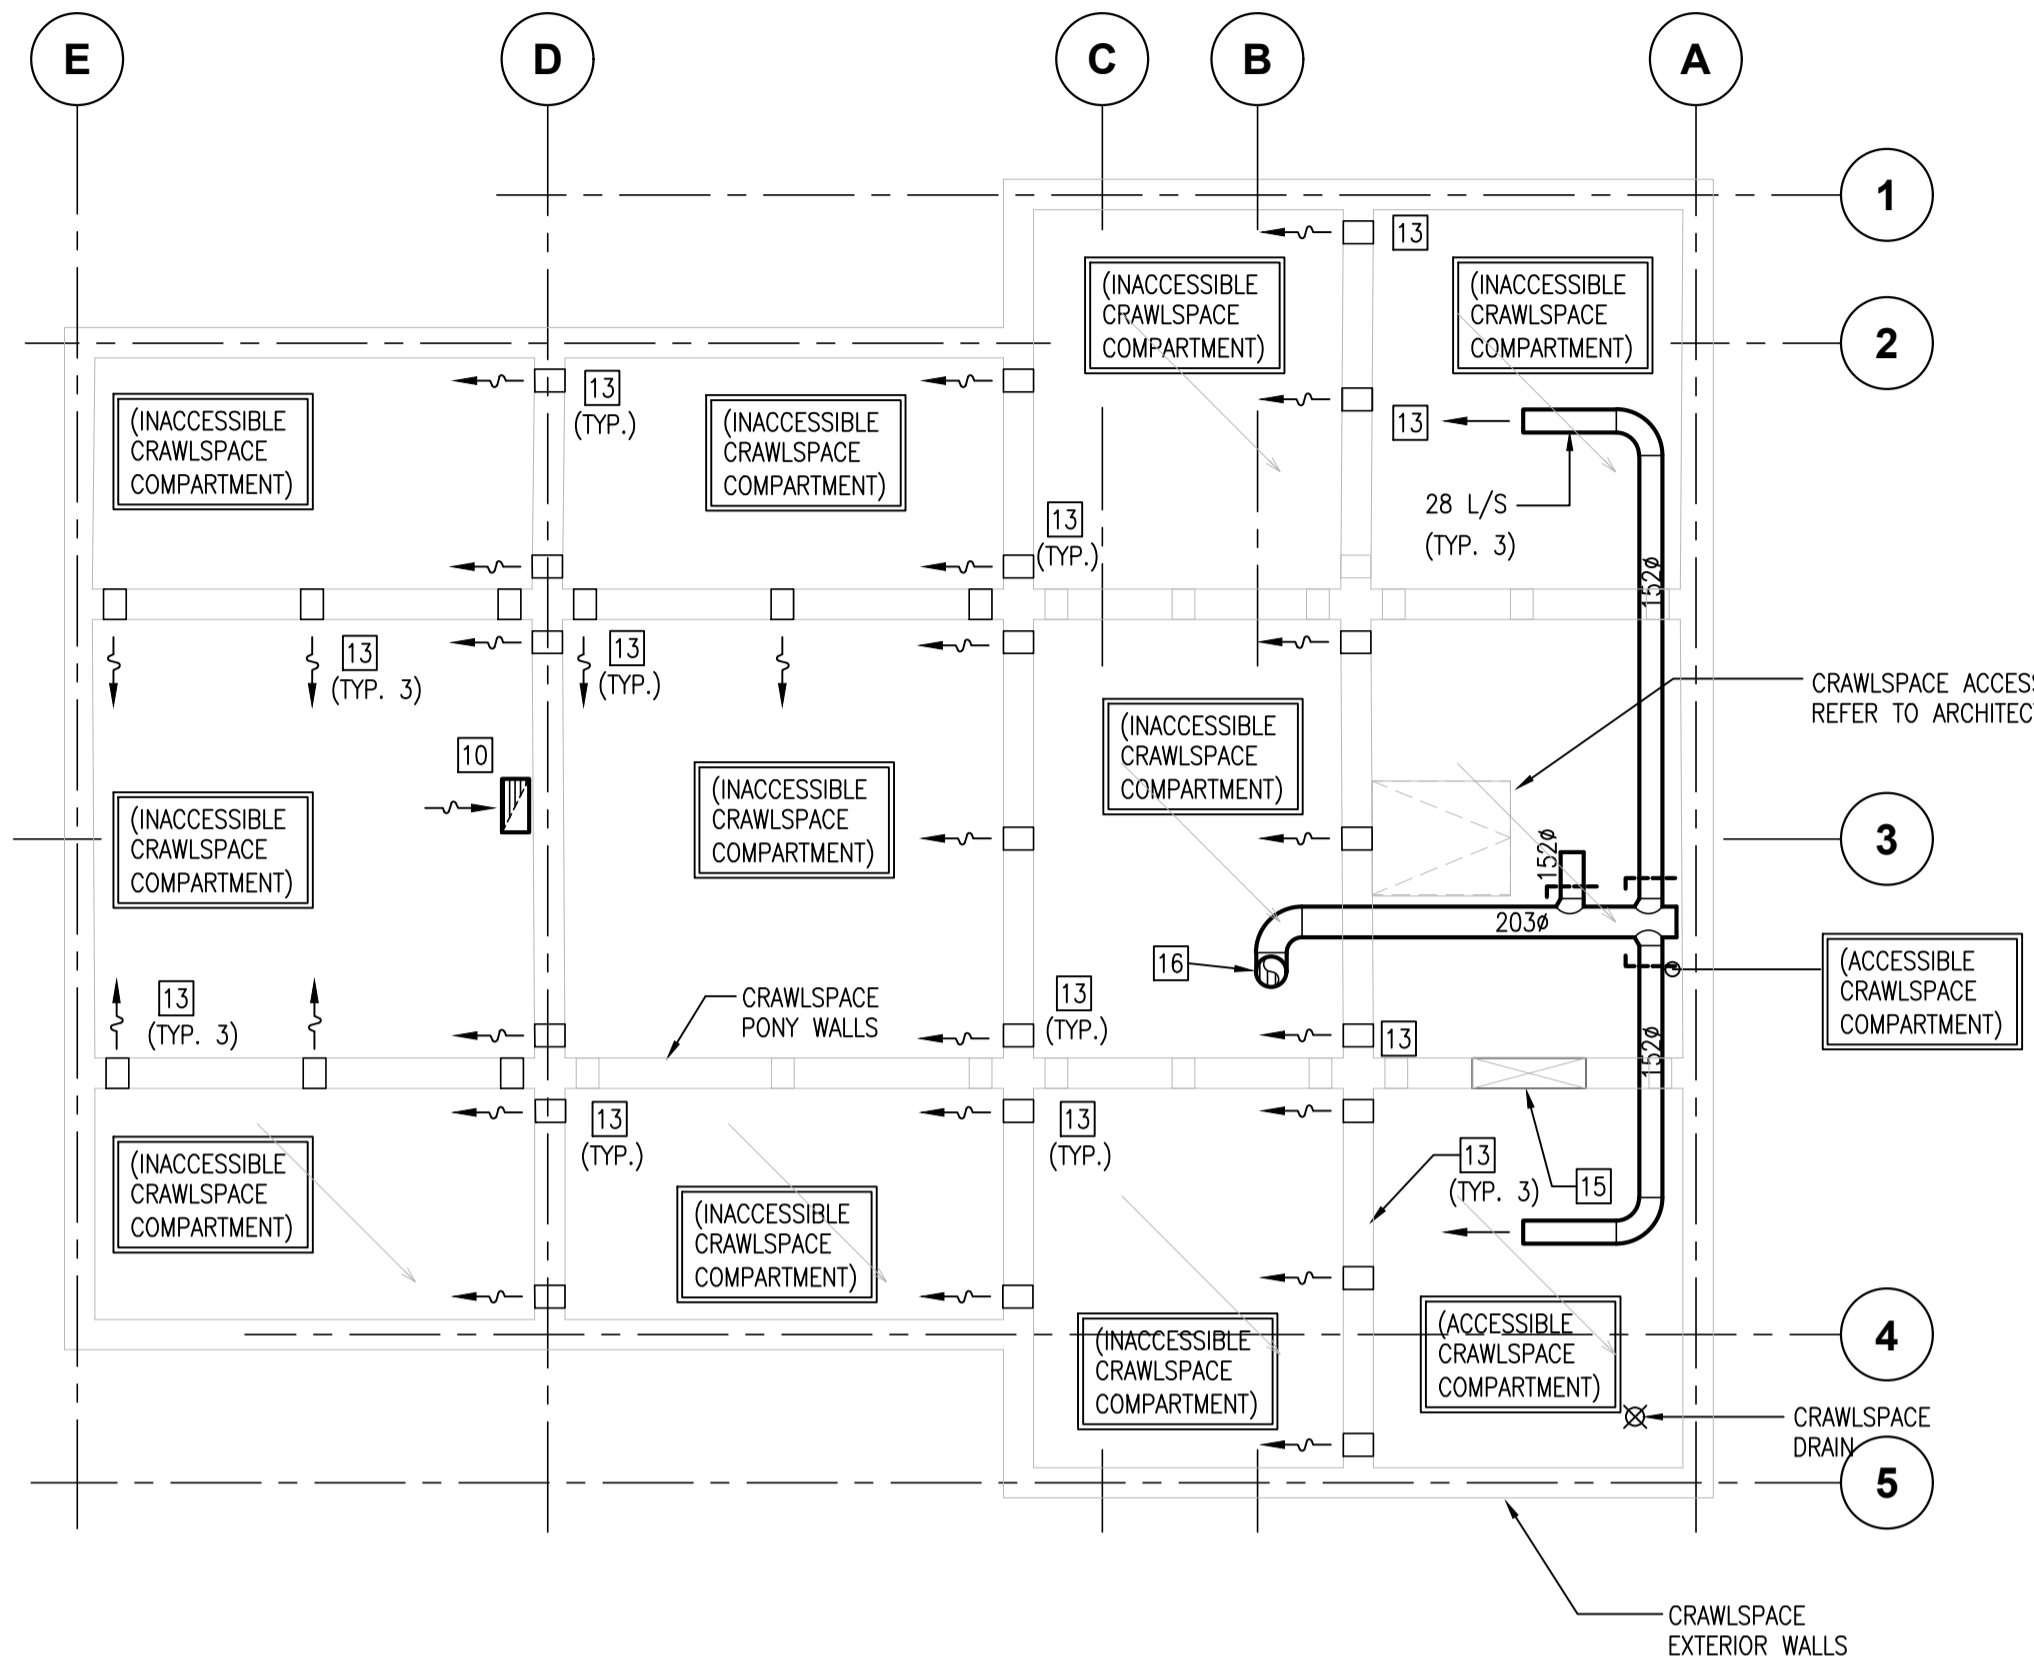 E
D
C
B
A
1
13
(INACCESSIBLE
CRAWLSPACE
COMPARTMENT)
(INACCESSIBLE
CRAWLSPACE
COMPARTMENT)
2
13
(TYP.)
(INACCESSIBLE
CRAWLSPACE
COMPARTMENT)
(INACCESSIBLE
CRAWLSPACE
COMPARTMENT)
13
28 L/S
(TYP. 3)
13
(TYP.)
152ø
13
(TYP. 3)
13
(TYP.)
CRAWLSPACE ACCESS
REFER TO ARCHITECT
10
(INACCESSIBLE
CRAWLSPACE
COMPARTMENT)
(INACCESSIBLE
CRAWLSPACE
COMPARTMENT)
(INACCESSIBLE
CRAWLSPACE
COMPARTMENT)
152ø
3
203ø
16
(ACCESSIBLE
CRAWLSPACE
COMPARTMENT)
13
(TYP. 3)
CRAWLSPACE
PONY WALLS
13
(TYP.)
13
152ø
13
(TYP.)
13
(TYP.)
13
(TYP. 3)
15
(INACCESSIBLE
CRAWLSPACE
COMPARTMENT)
(INACCESSIBLE
CRAWLSPACE
COMPARTMENT)
(INACCESSIBLE
CRAWLSPACE
COMPARTMENT)
(ACCESSIBLE
CRAWLSPACE
COMPARTMENT)
4
CRAWLSPACE
DRAIN
5
CRAWLSPACE
EXTERIOR WALLS